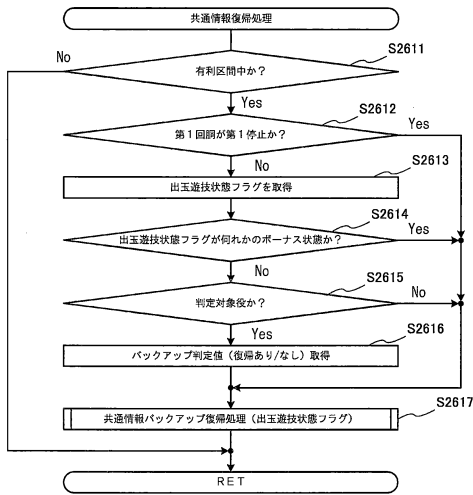 共通情報復帰処理
S2611
No
有利区間中か？
Yes
S2612
第１回胴が第１停止か？
Yes
No
S2613
出玉遊技状態フラグを取得
S2614
出玉遊技状態フラグが何れかのボーナス状態か？
Yes
No
S2615
判定対象役か？
No
Yes
S2616
バックアップ判定値（復帰あり/なし）取得
S2617
共通情報バックアップ復帰処理（出玉遊技状態フラグ）
RET